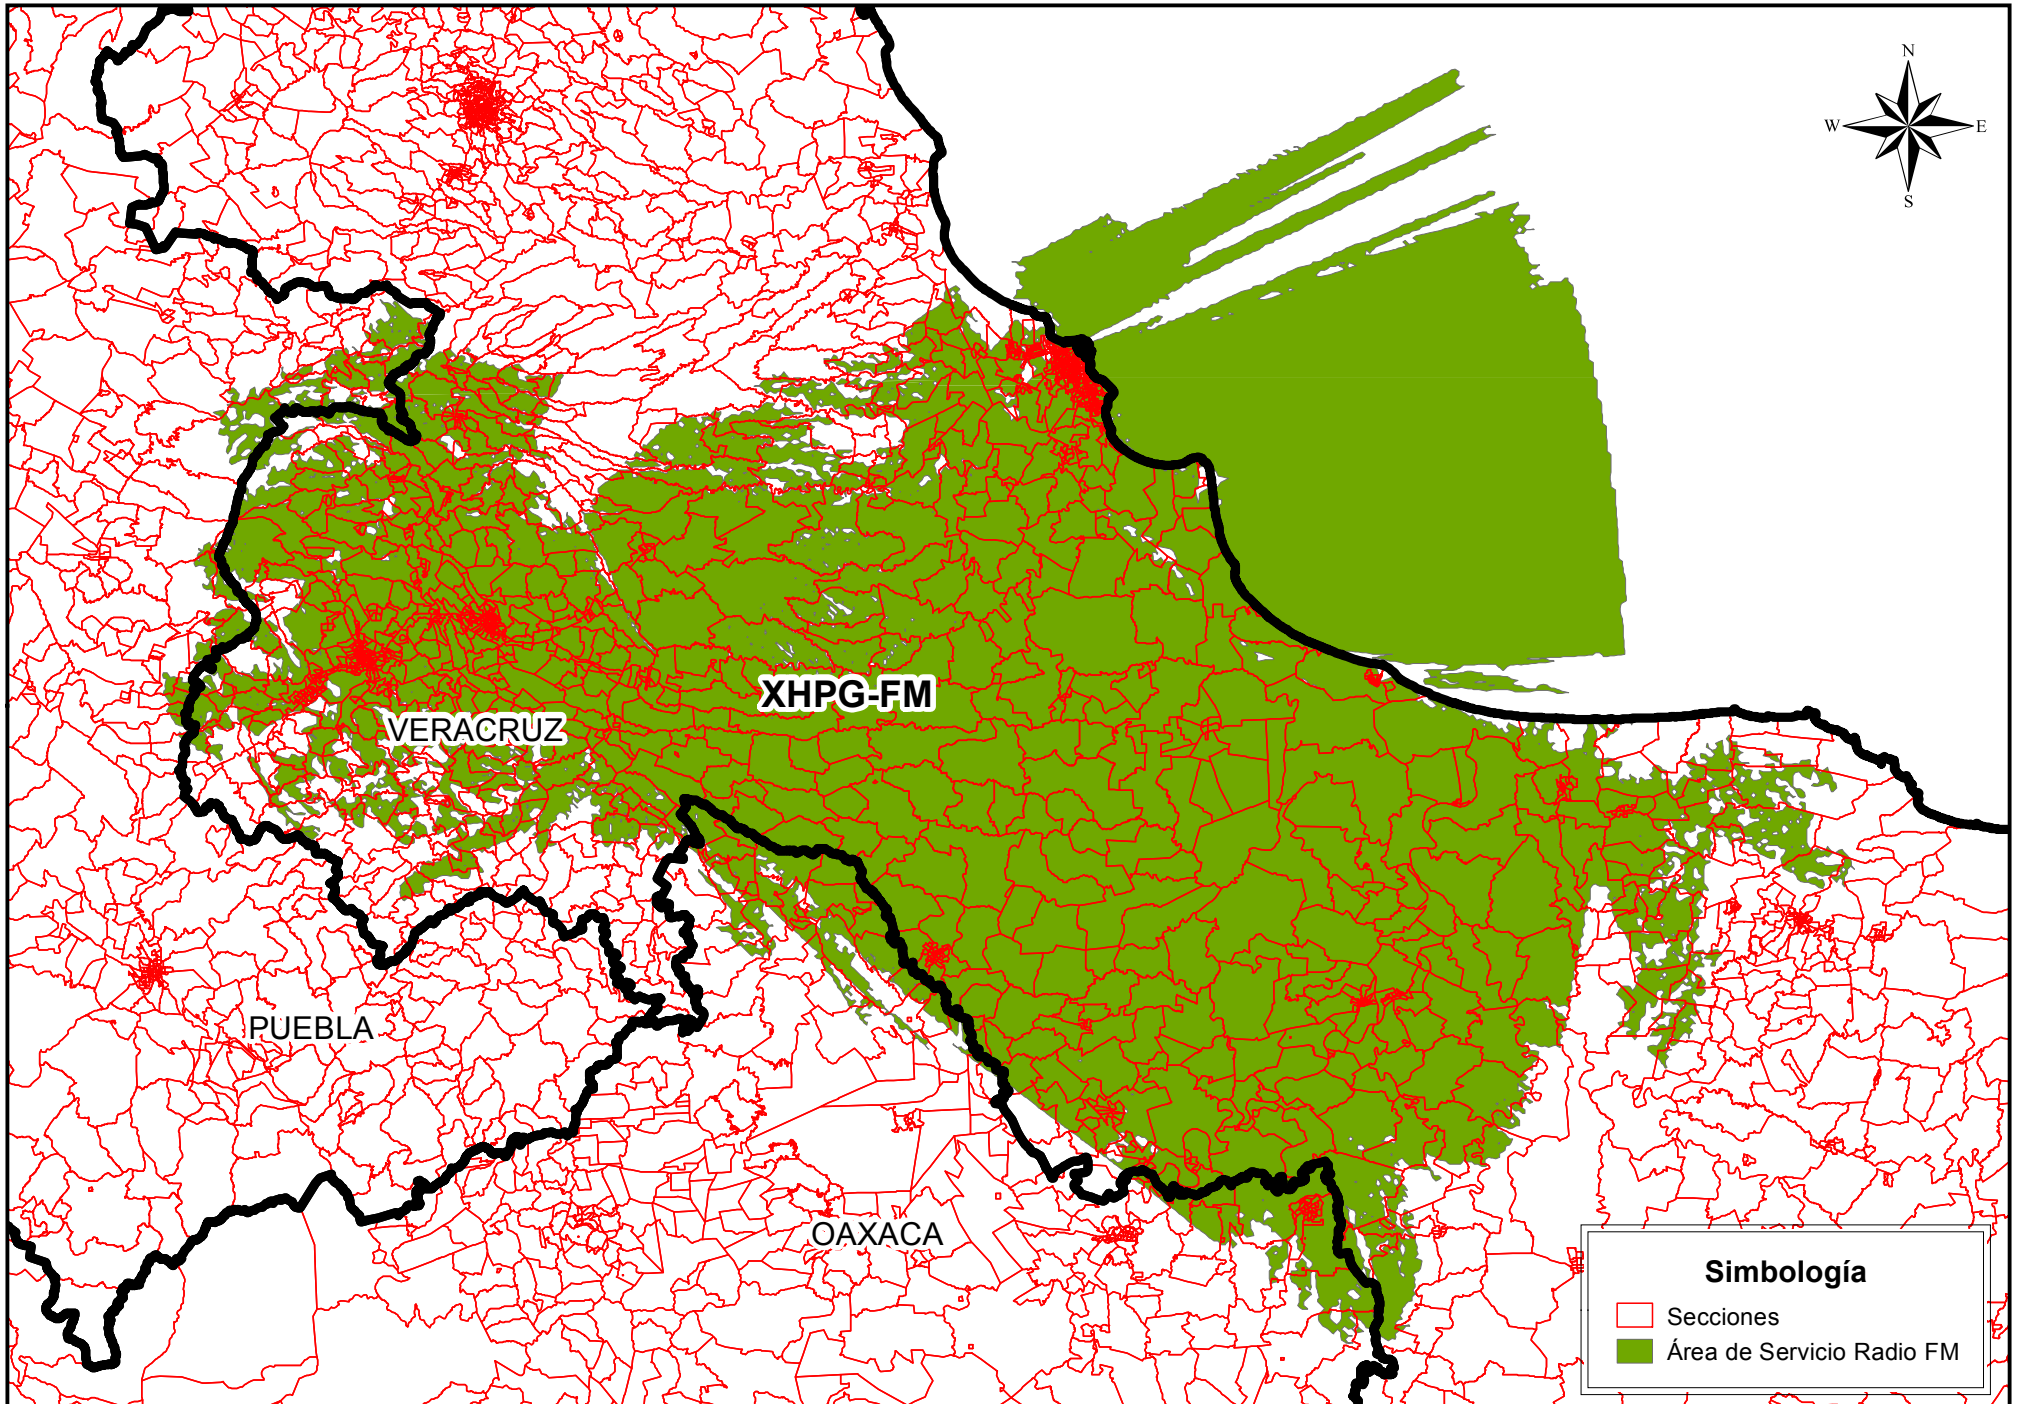 N
W E
S
XHPG-FM
VERACRUZ
PUEBLA
OAXACA
Simbología
Secciones
Área de Servicio Radio FM